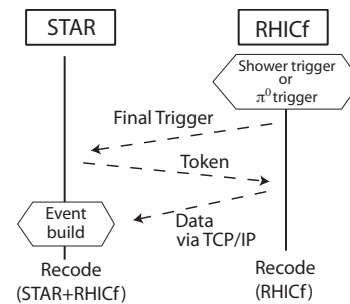 STAR
RHICf
Shower trigger
or
π⁰ trigger
Final Trigger
Token
Event
build
Data
via TCP/IP
Recode
(STAR+RHICf)
Recode
(RHICf)